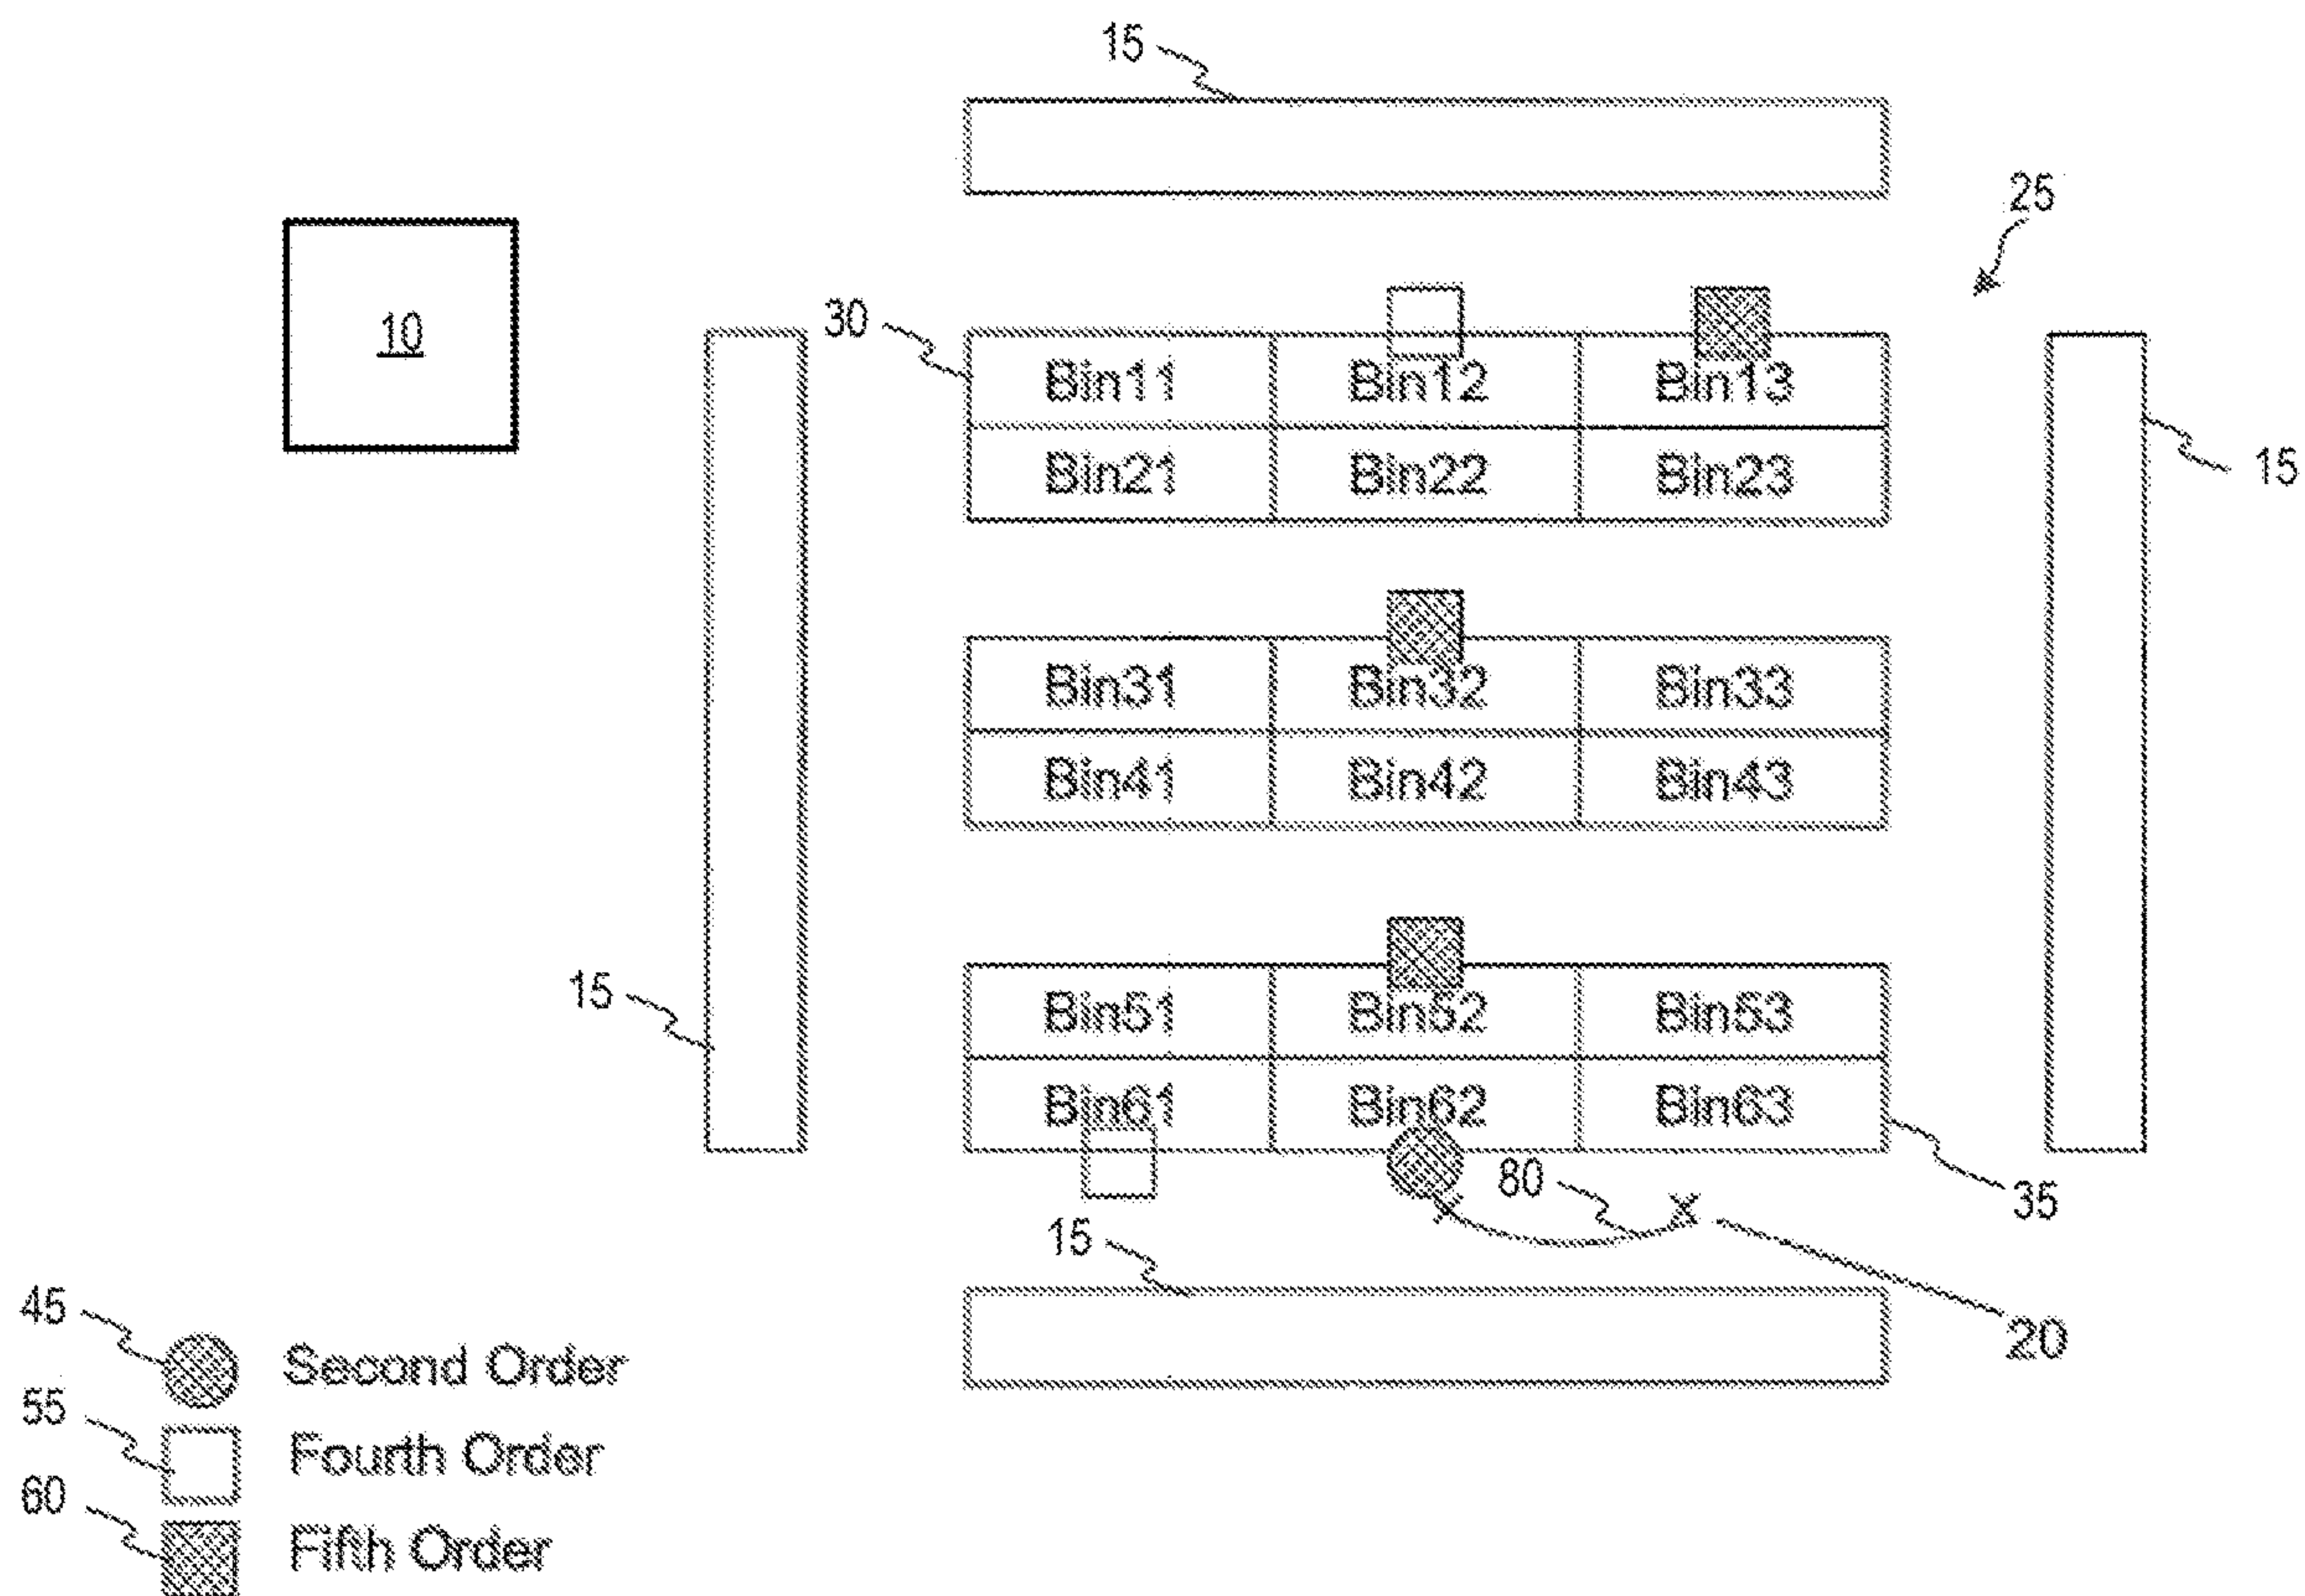 15
25
10
30
Bin11 Bin12 Bin13
15
Bin21 Bin22 Bin23
Bin31 Bin32 Bin33
Bin41 Bin42 Bin43
15
Bin51 Bin52 Bin53
Bin61 Bin62 Bin63
80
35
15
20
45 Second Order
55 Fourth Order
60 Fifth Order